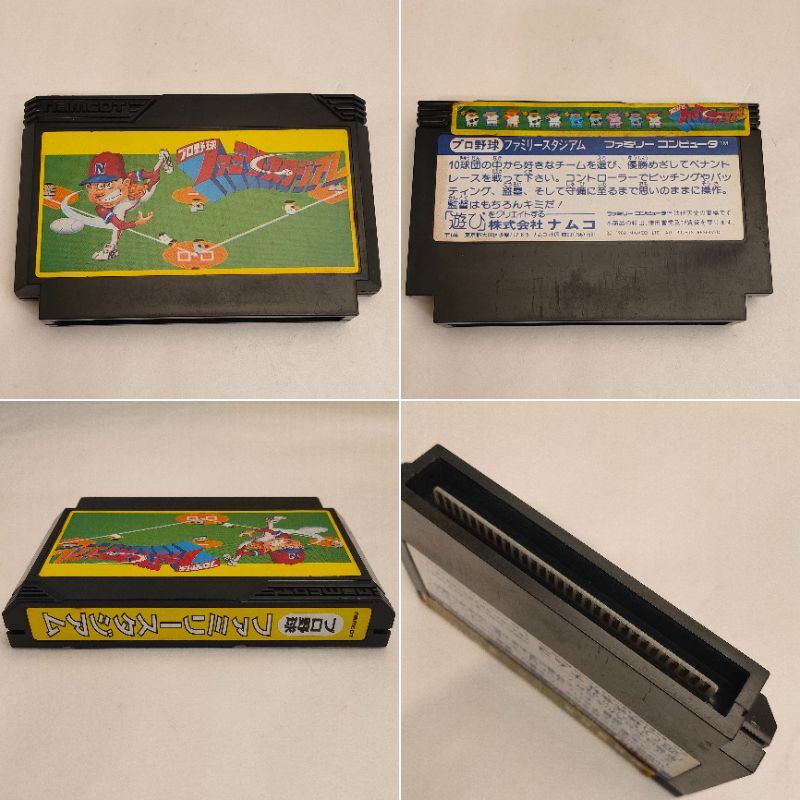 namcot
プロ野球
ファミリースタジアム
プロ野球 ファミリースタジアム ファミリー コンピュータ™
10球団の中から好きなチームを選び、優勝めざしてペナント
レースを戦って下さい。コントローラーでピッチングやバッ
ティング、盗塁、そして守備に至るまで思いのままに操作。
監督はもちろんキミだ!
「遊び」をクリエイトする
株式会社 ナムコ
プロ野球
ファミリースタジアム
namcot